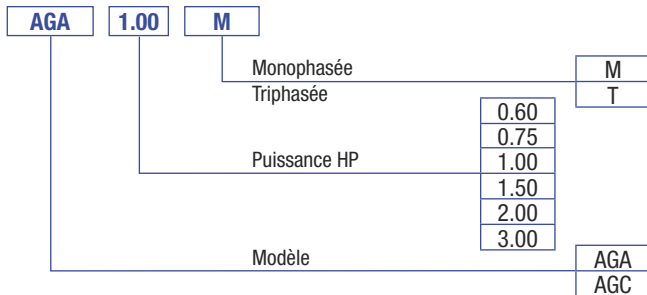 AGA 1.00 M
Monophasée M
Triphasée T
0.60
0.75
Puissance HP 1.00
1.50
2.00
3.00
Modèle AGA
AGC